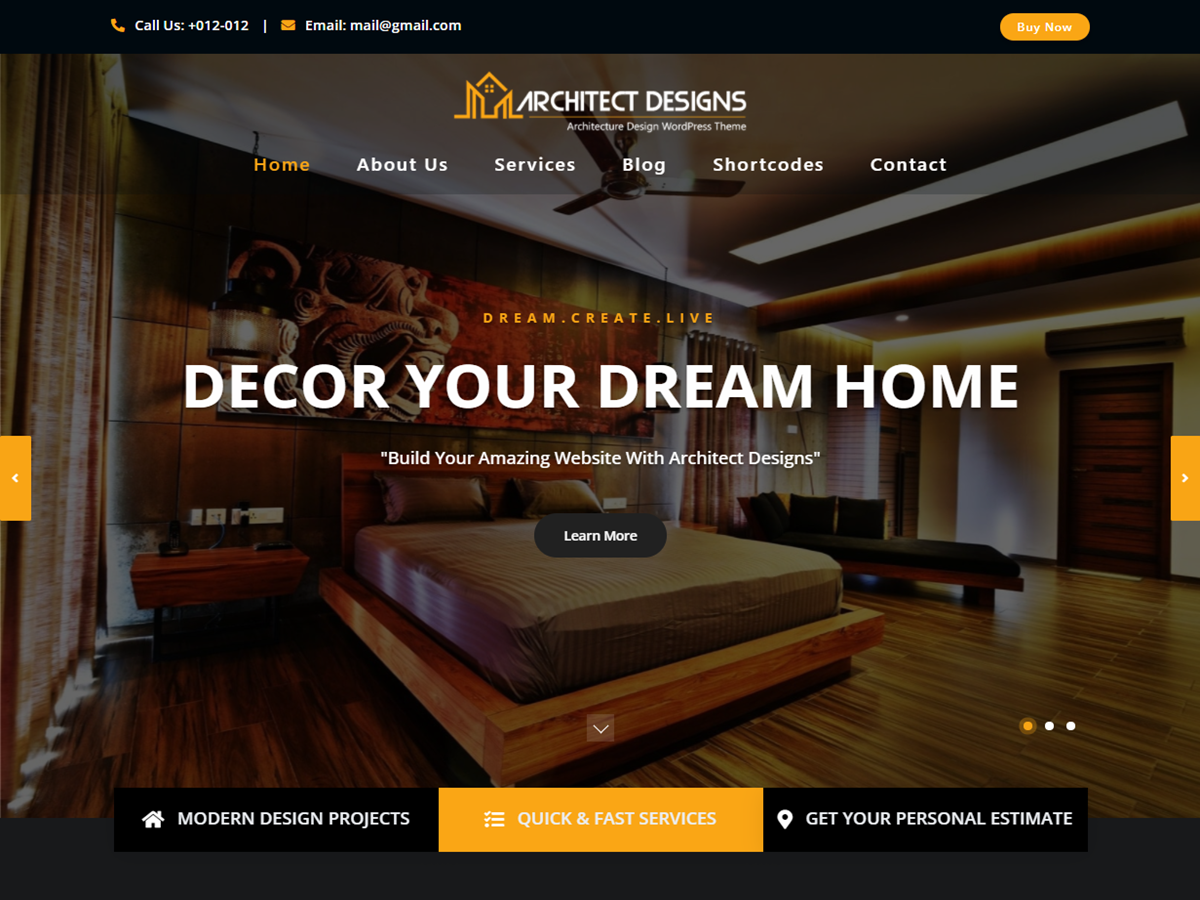 Call Us: +012-012 | Email: mail@gmail.com
Buy Now
ARCHITECT DESIGNS
Architecture Design WordPress Theme
Home About Us Services Blog Shortcodes Contact
DREAM.CREATE.LIVE
DECOR YOUR DREAM HOME
"Build Your Amazing Website With Architect Designs"
Learn More
MODERN DESIGN PROJECTS
QUICK & FAST SERVICES
GET YOUR PERSONAL ESTIMATE